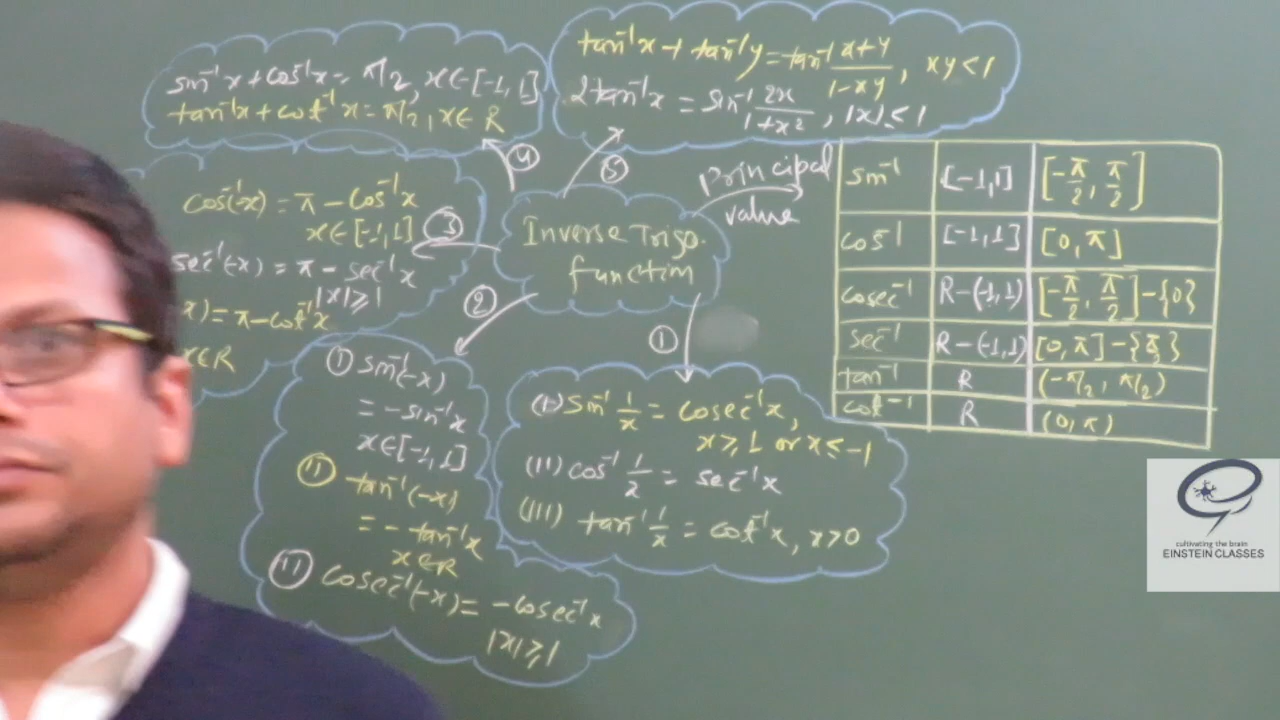 sin⁻¹x + cos⁻¹x = π/2, x∈[-1,1]
tan⁻¹x + cot⁻¹x = π/2, x∈R
tan⁻¹x + tan⁻¹y = tan⁻¹ (x+y)/(1-xy), xy<1
2tan⁻¹x = sin⁻¹ 2x/(1+x²), |x|≤1
④
⑤
principal
value
Inverse Trigo.
function
③
②
①
cos⁻¹(-x) = π - cos⁻¹x
x∈[-1,1]
sec⁻¹(-x) = π - sec⁻¹x
|x|≥1
x) = π - cot⁻¹x
x∈R
(I) sin⁻¹(-x)
= -sin⁻¹x
x∈[-1,1]
(II) tan⁻¹(-x)
= -tan⁻¹x
x∈R
cosec⁻¹(-x) = -cosec⁻¹x
|x|≥1
sin⁻¹ 1/x = cosec⁻¹x,
x≥1 or x≤-1
(II) cos⁻¹ 1/2 = sec⁻¹x
(III) tan⁻¹ 1/x = cot⁻¹x, x>0
sin⁻¹ [-1,1] [-π/2, π/2]
cos⁻¹ [-1,1] [0,π]
cosec⁻¹ R-(-1,1) [-π/2, π/2]-{0}
sec⁻¹ R-(-1,1) [0,π]-{π/2}
tan⁻¹ R (-π/2, π/2)
cot⁻¹ R (0,π)
cultivating the brain
EINSTEIN CLASSES